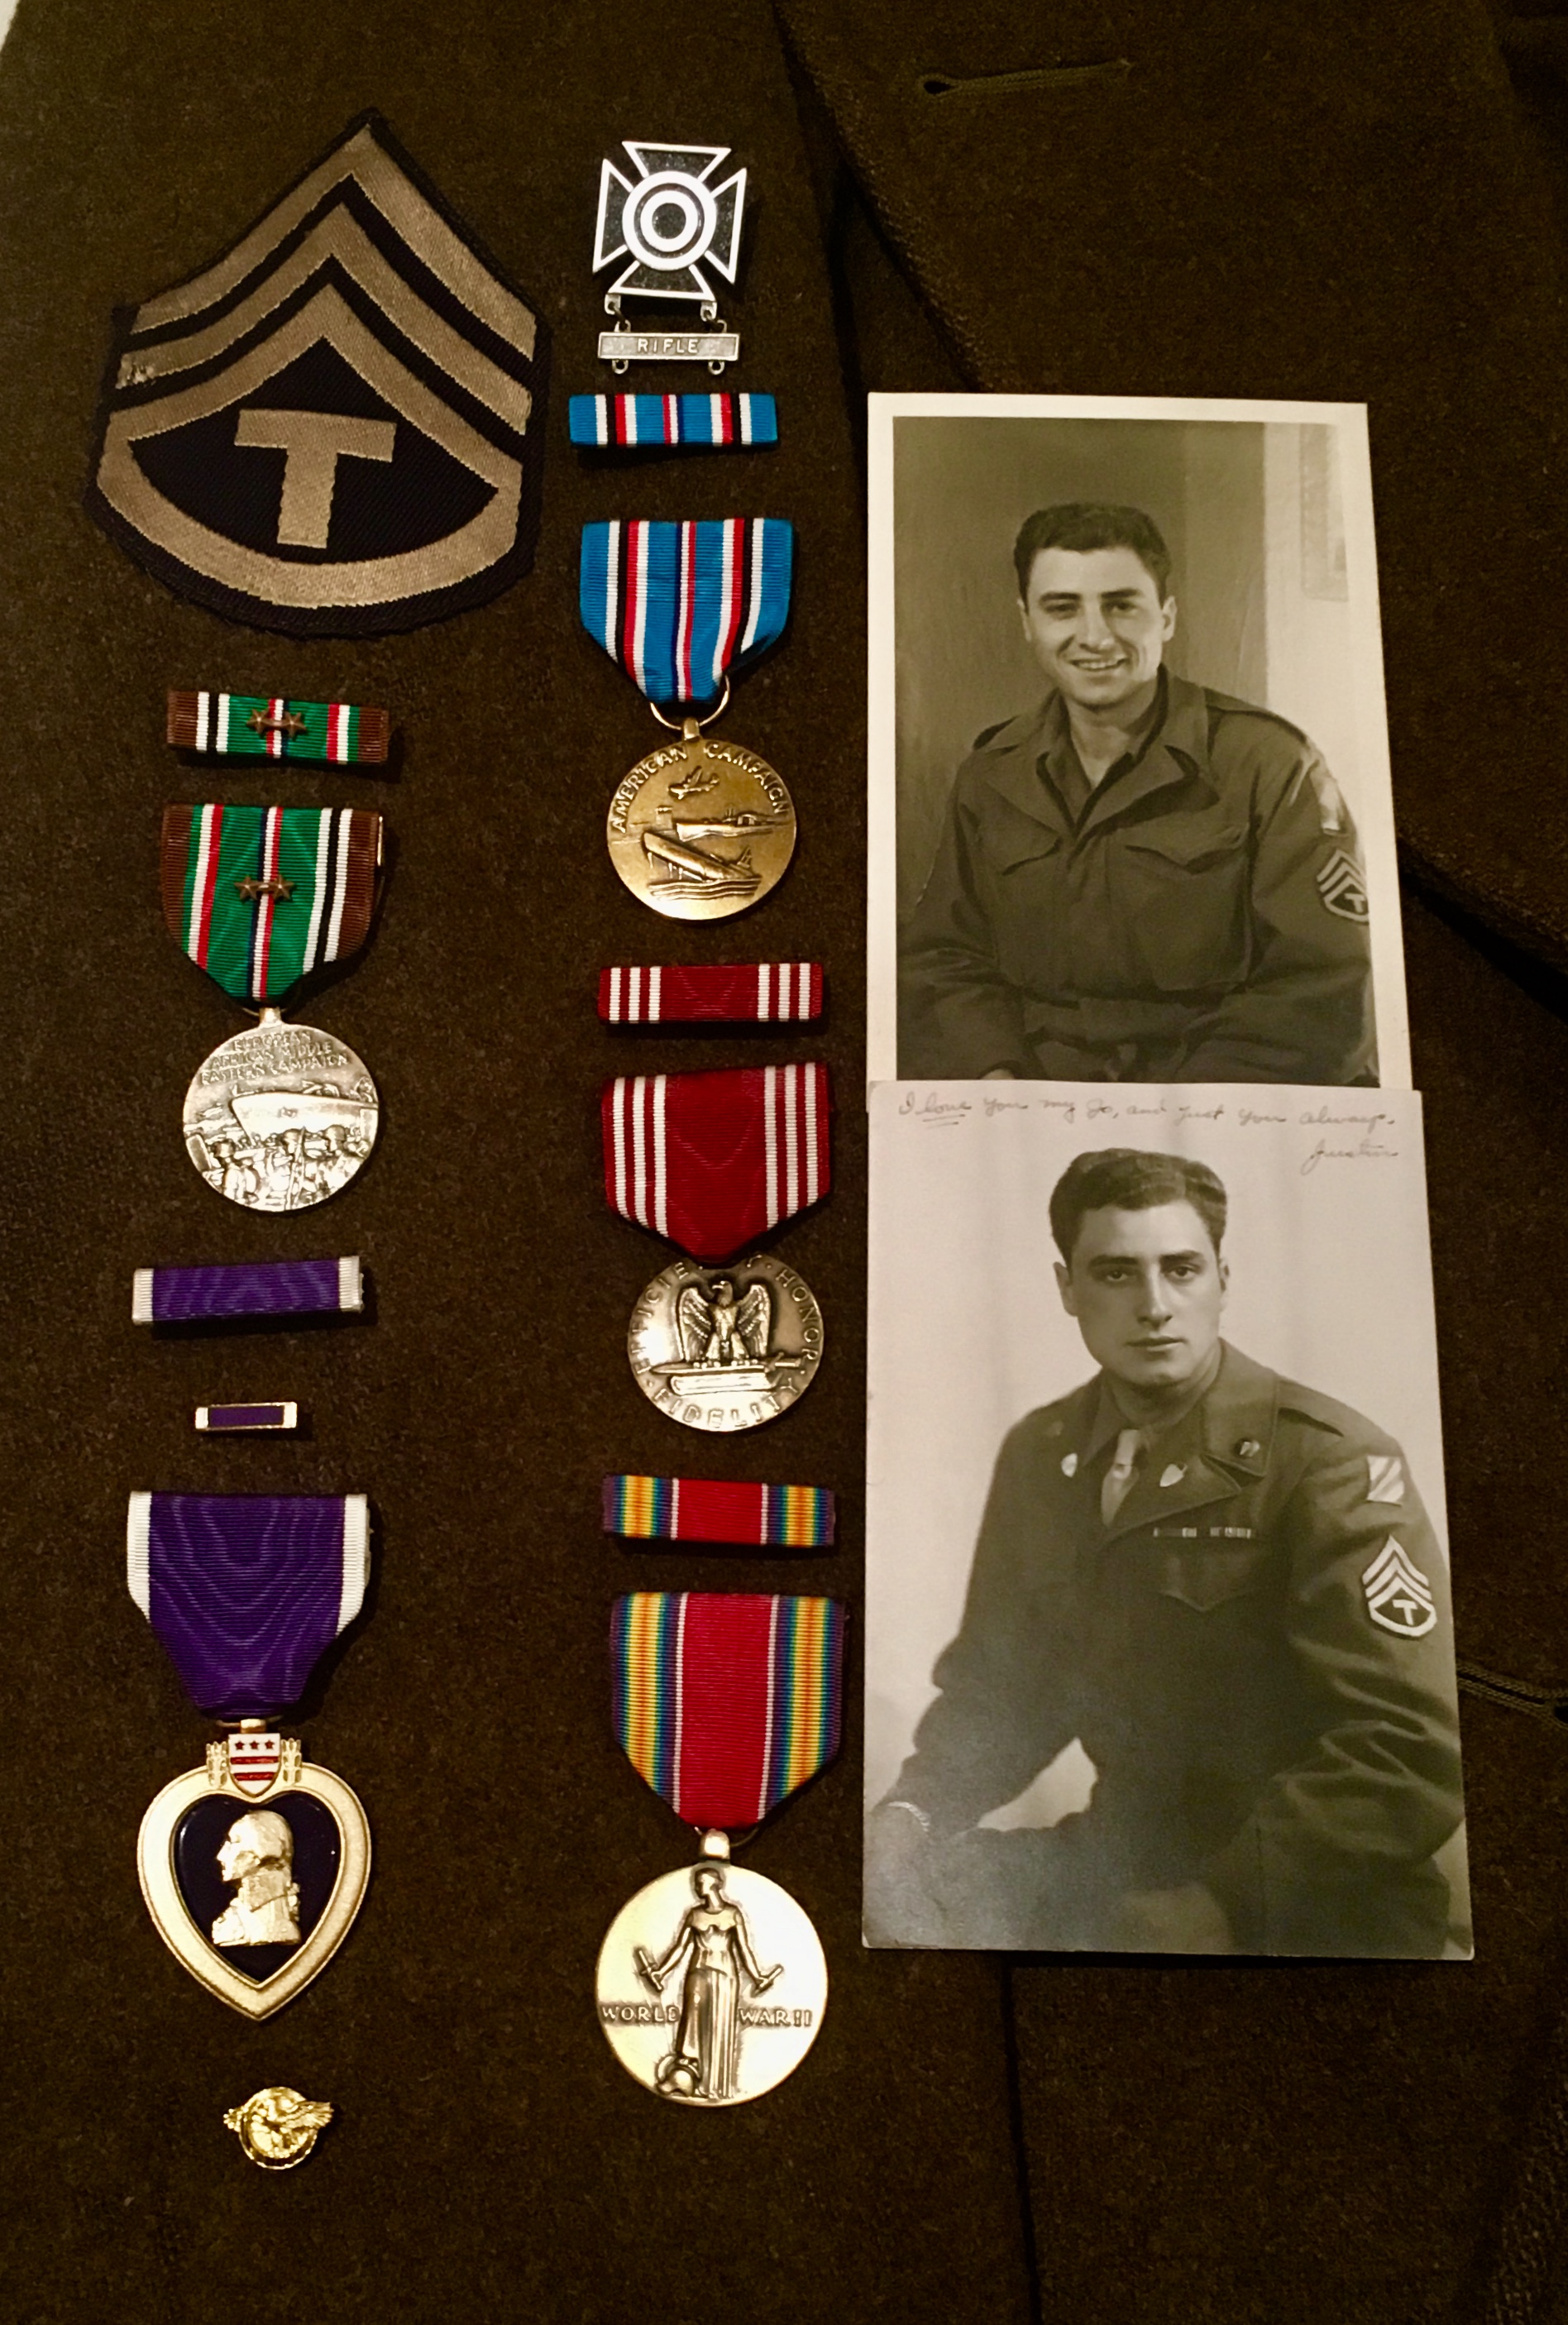 RIFLE
T
AMERICAN CAMPAIGN
EUROPEAN
AFRICAN MIDDLE
EASTERN CAMPAIGN
I love you my Jo, and just you always.
Justin
HONOR
FIDELITY
WORLD WAR II